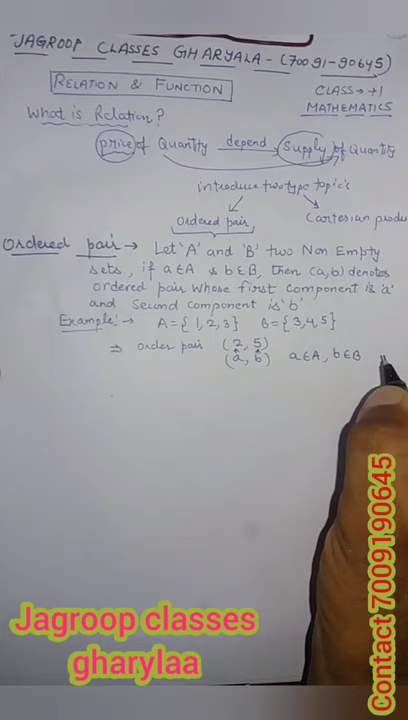 JAGROOP CLASSES GHARYALA - (70091-90645)
RELATION & FUNCTION
CLASS → +1
MATHEMATICS
What is Relation?
price of Quantity depend Supply of Quantity
introduce two type topic's
Ordered pair
Cartesian produ
Ordered pair → Let 'A' and 'B' two Non Empty
sets, if a∈A & b∈B, then (a,b) denotes
ordered pair whose first component is 'a'
and second component is 'b'
Example: → A={1,2,3} B={3,4,5}
⇒ order pair (2,5)
(a,b) a∈A, b∈B
Contact 7009190645
Jagroop classes
gharylaa